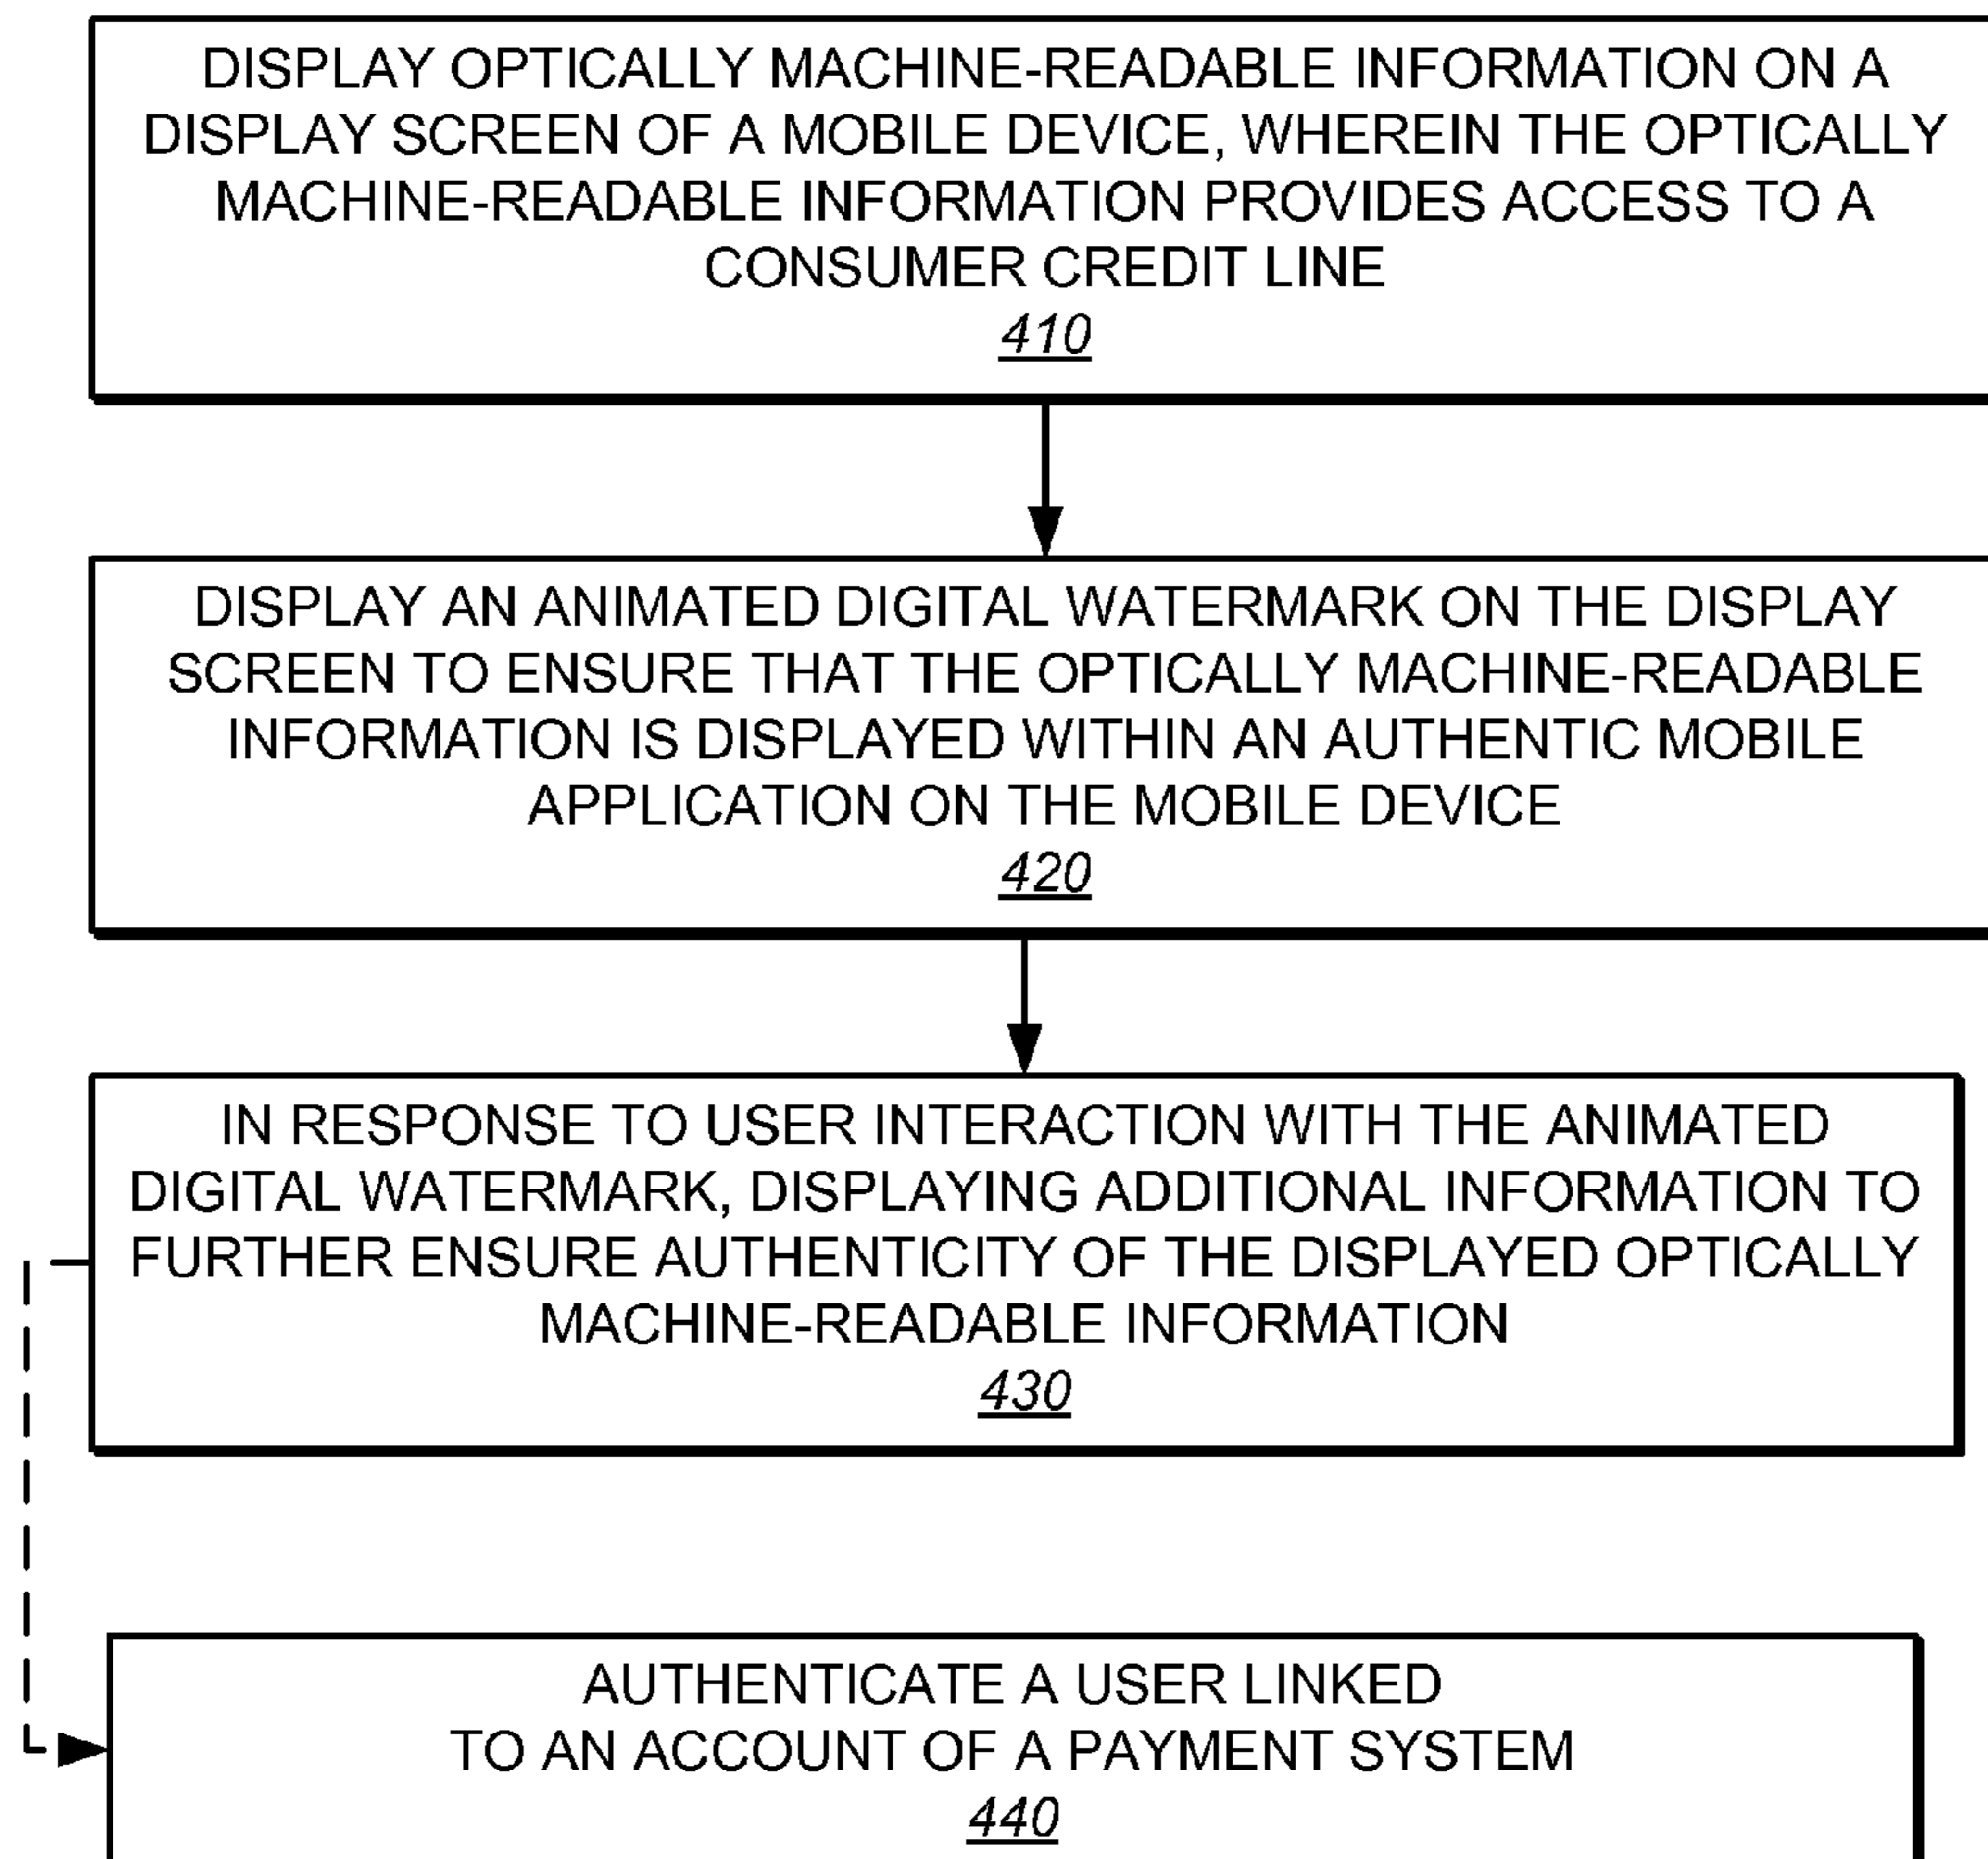 DISPLAY OPTICALLY MACHINE-READABLE INFORMATION ON A
DISPLAY SCREEN OF A MOBILE DEVICE, WHEREIN THE OPTICALLY
MACHINE-READABLE INFORMATION PROVIDES ACCESS TO A
CONSUMER CREDIT LINE
410
DISPLAY AN ANIMATED DIGITAL WATERMARK ON THE DISPLAY
SCREEN TO ENSURE THAT THE OPTICALLY MACHINE-READABLE
INFORMATION IS DISPLAYED WITHIN AN AUTHENTIC MOBILE
APPLICATION ON THE MOBILE DEVICE
420
IN RESPONSE TO USER INTERACTION WITH THE ANIMATED
DIGITAL WATERMARK, DISPLAYING ADDITIONAL INFORMATION TO
FURTHER ENSURE AUTHENTICITY OF THE DISPLAYED OPTICALLY
MACHINE-READABLE INFORMATION
430
AUTHENTICATE A USER LINKED
TO AN ACCOUNT OF A PAYMENT SYSTEM
440